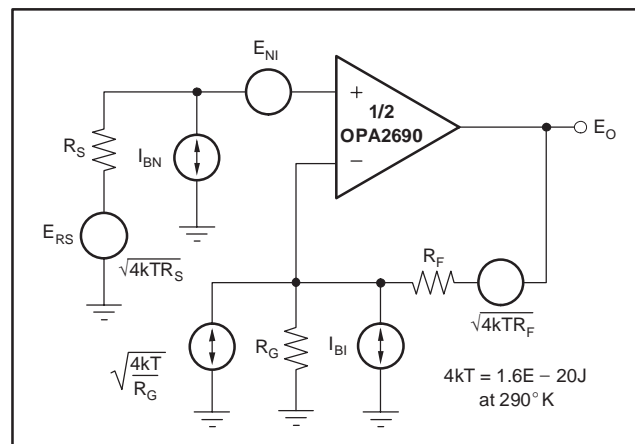 E_NI
+
1/2
OPA2690
−
E_O
R_S
I_BN
E_RS
√4kTR_S
R_F
√4kTR_F
√4kT/R_G
R_G
I_BI
4kT = 1.6E − 20J
at 290°K